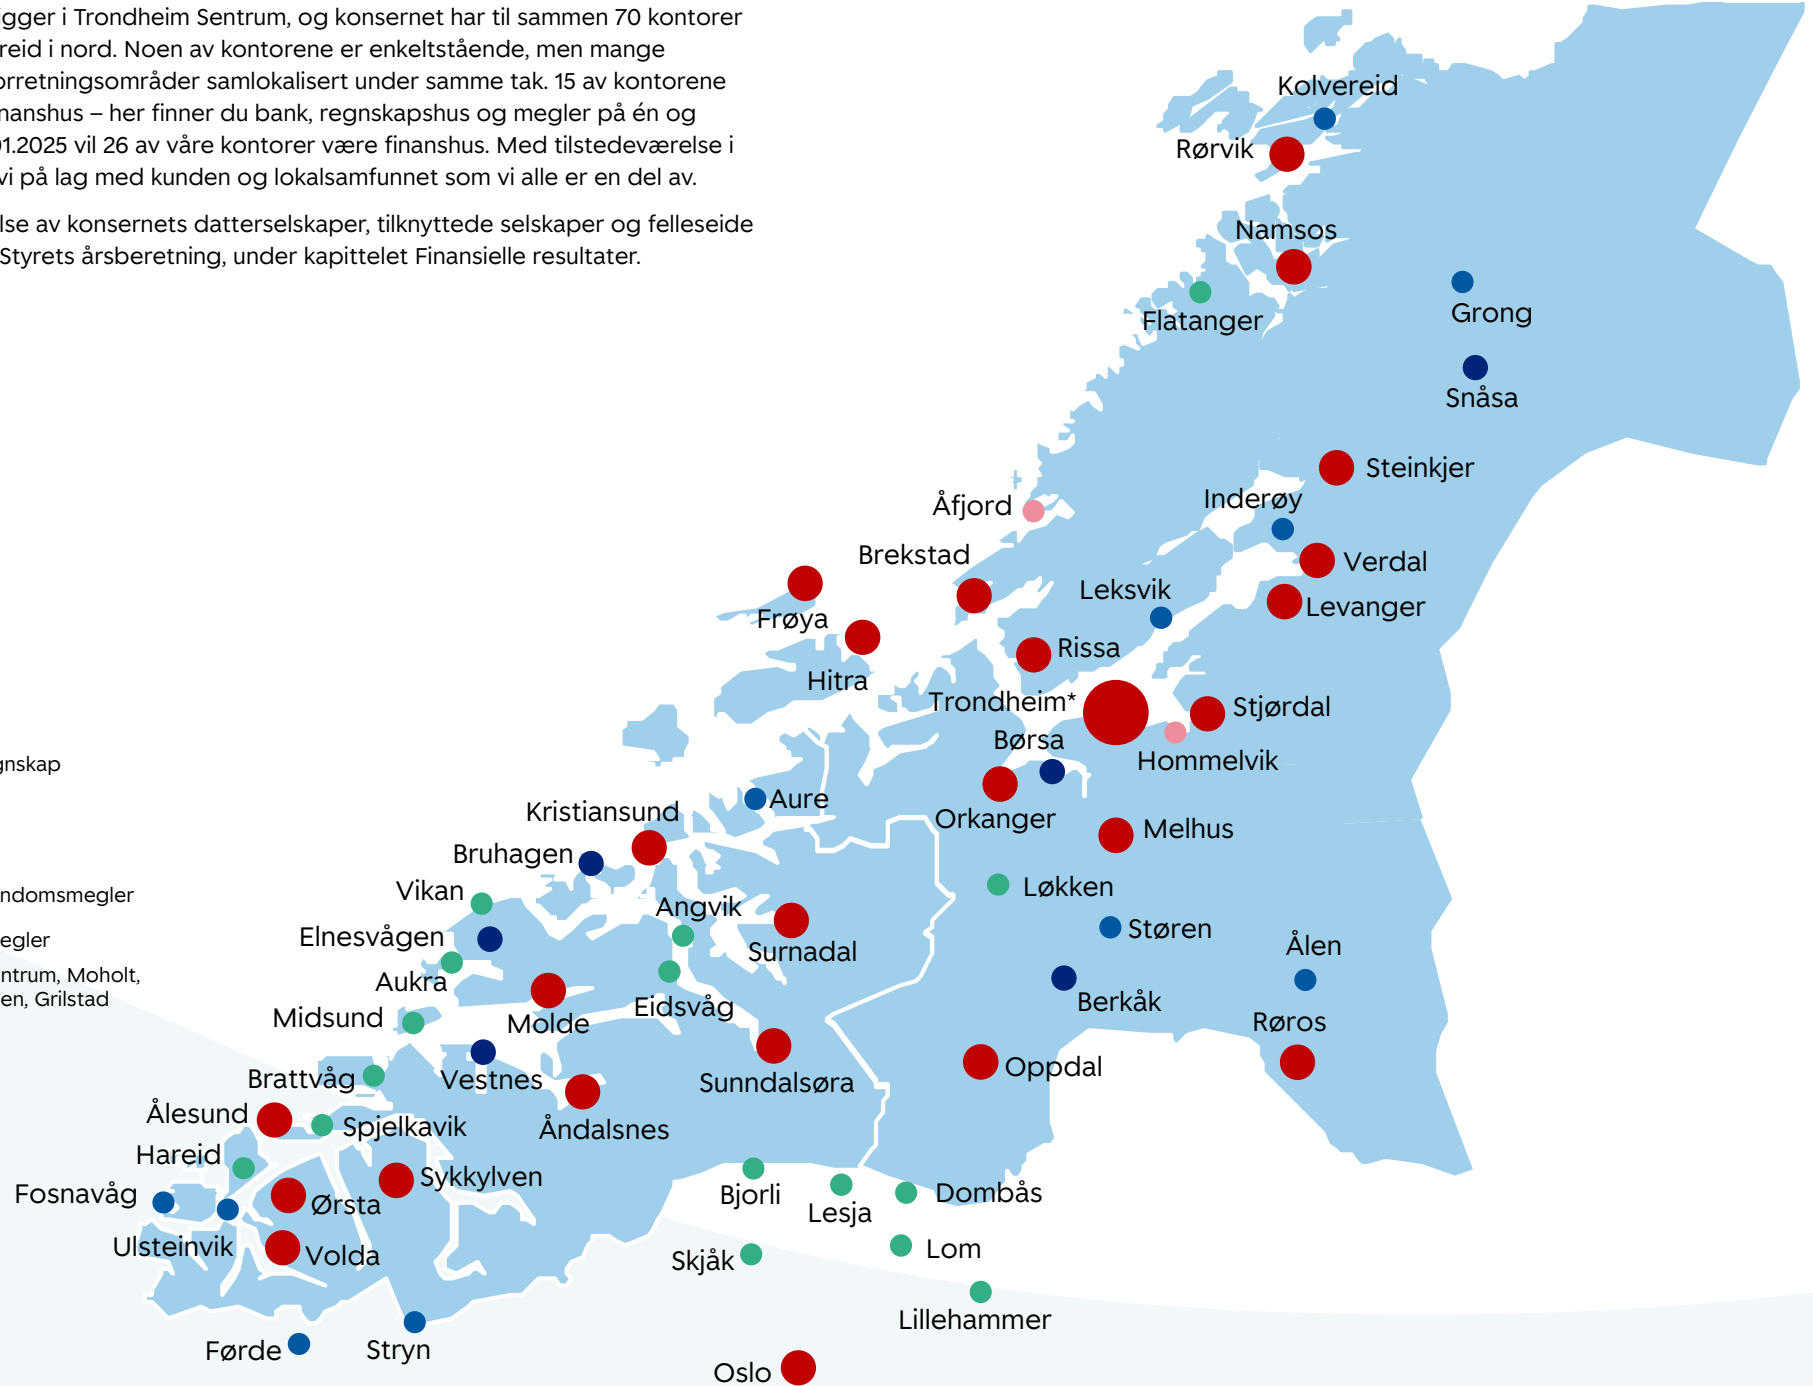 igger i Trondheim Sentrum, og konsernet har til sammen 70 kontorer
reid i nord. Noen av kontorene er enkeltstående, men mange
orretningsområder samlokalisert under samme tak. 15 av kontorene
nanshus – her finner du bank, regnskapshus og megler på én og
01.2025 vil 26 av våre kontorer være finanshus. Med tilstedeværelse i
vi på lag med kunden og lokalsamfunnet som vi alle er en del av.
lse av konsernets datterselskaper, tilknyttede selskaper og felleseide
Styrets årsberetning, under kapittelet Finansielle resultater.
Kolvereid
Rørvik
Namsos
Flatanger
Grong
Snåsa
Steinkjer
Inderøy
Åfjord
Brekstad
Verdal
Leksvik
Levanger
Frøya
Rissa
Hitra
Trondheim*
Stjørdal
Børsa
Hommelvik
gnskap
Aure
Kristiansund
Orkanger
Melhus
Bruhagen
Vikan
ndomsmegler
Løkken
Angvik
Støren
Elnesvågen
egler
Surnadal
Ålen
ntrum, Moholt,
en, Grilstad
Aukra
Berkåk
Eidsvåg
Midsund
Molde
Røros
Oppdal
Brattvåg
Vestnes
Sunndalsøra
Ålesund
Spjelkavik
Åndalsnes
Hareid
Sykkylven
Fosnavåg
Ørsta
Bjorli
Lesja
Dombås
Ulsteinvik
Volda
Skjåk
Lom
Lillehammer
Førde
Stryn
Oslo